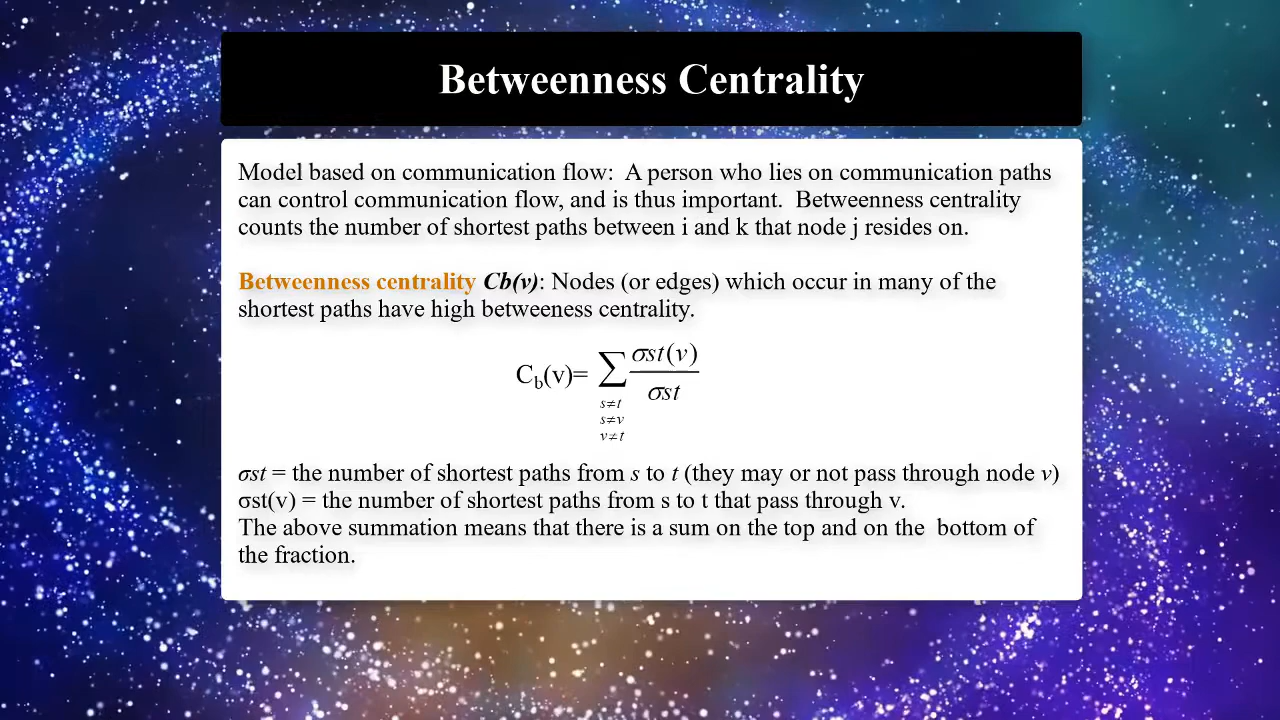 Betweenness Centrality
Model based on communication flow: A person who lies on communication paths
can control communication flow, and is thus important. Betweenness centrality
counts the number of shortest paths between i and k that node j resides on.
Betweenness centrality Cb(v): Nodes (or edges) which occur in many of the
shortest paths have high betweeness centrality.
C_b(v)= ∑ σst(v)
σst
s≠t
s≠v
v≠t
σst = the number of shortest paths from s to t (they may or not pass through node v)
σst(v) = the number of shortest paths from s to t that pass through v.
The above summation means that there is a sum on the top and on the bottom of
the fraction.